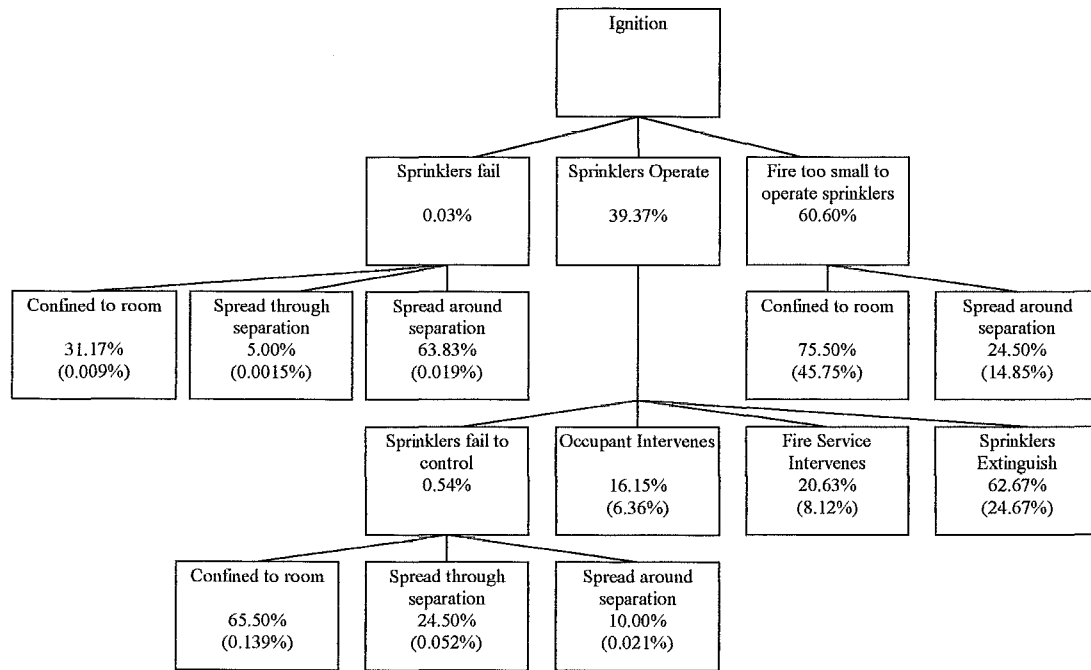 Ignition
Sprinklers fail
0.03%
Sprinklers Operate
39.37%
Fire too small to
operate sprinklers
60.60%
Confined to room
31.17%
(0.009%)
Spread through
separation
5.00%
(0.0015%)
Spread around
separation
63.83%
(0.019%)
Confined to room
75.50%
(45.75%)
Spread around
separation
24.50%
(14.85%)
Sprinklers fail to
control
0.54%
Occupant Intervenes
16.15%
(6.36%)
Fire Service
Intervenes
20.63%
(8.12%)
Sprinklers
Extinguish
62.67%
(24.67%)
Confined to room
65.50%
(0.139%)
Spread through
separation
24.50%
(0.052%)
Spread around
separation
10.00%
(0.021%)